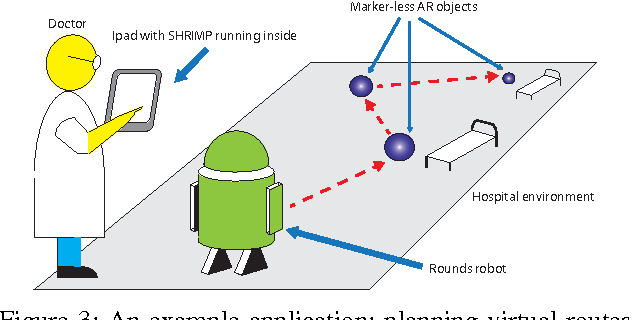 Marker-less AR objects
Doctor
Ipad with SHRIMP running inside
Hospital environment
Rounds robot
Figure 3: An example application: planning virtual routes